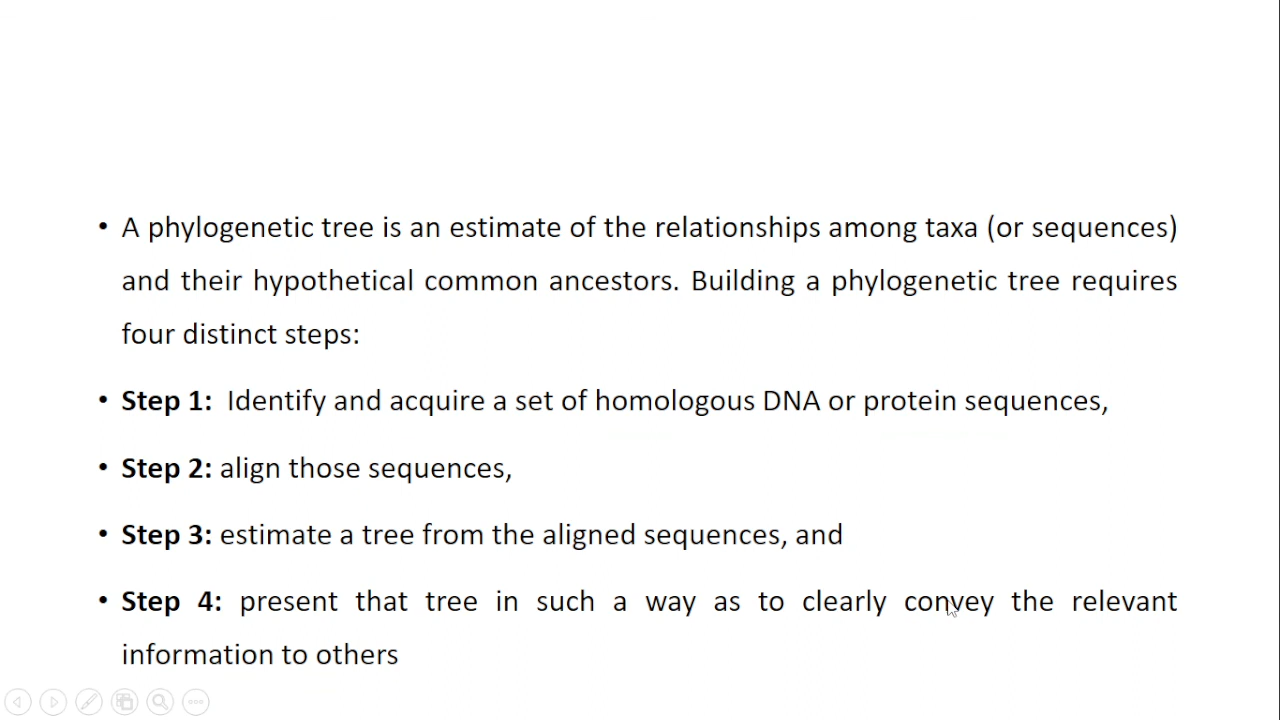 • A phylogenetic tree is an estimate of the relationships among taxa (or sequences)
and their hypothetical common ancestors. Building a phylogenetic tree requires
four distinct steps:
• Step 1:  Identify and acquire a set of homologous DNA or protein sequences,
• Step 2: align those sequences,
• Step 3: estimate a tree from the aligned sequences, and
• Step 4: present that tree in such a way as to clearly convey the relevant
information to others